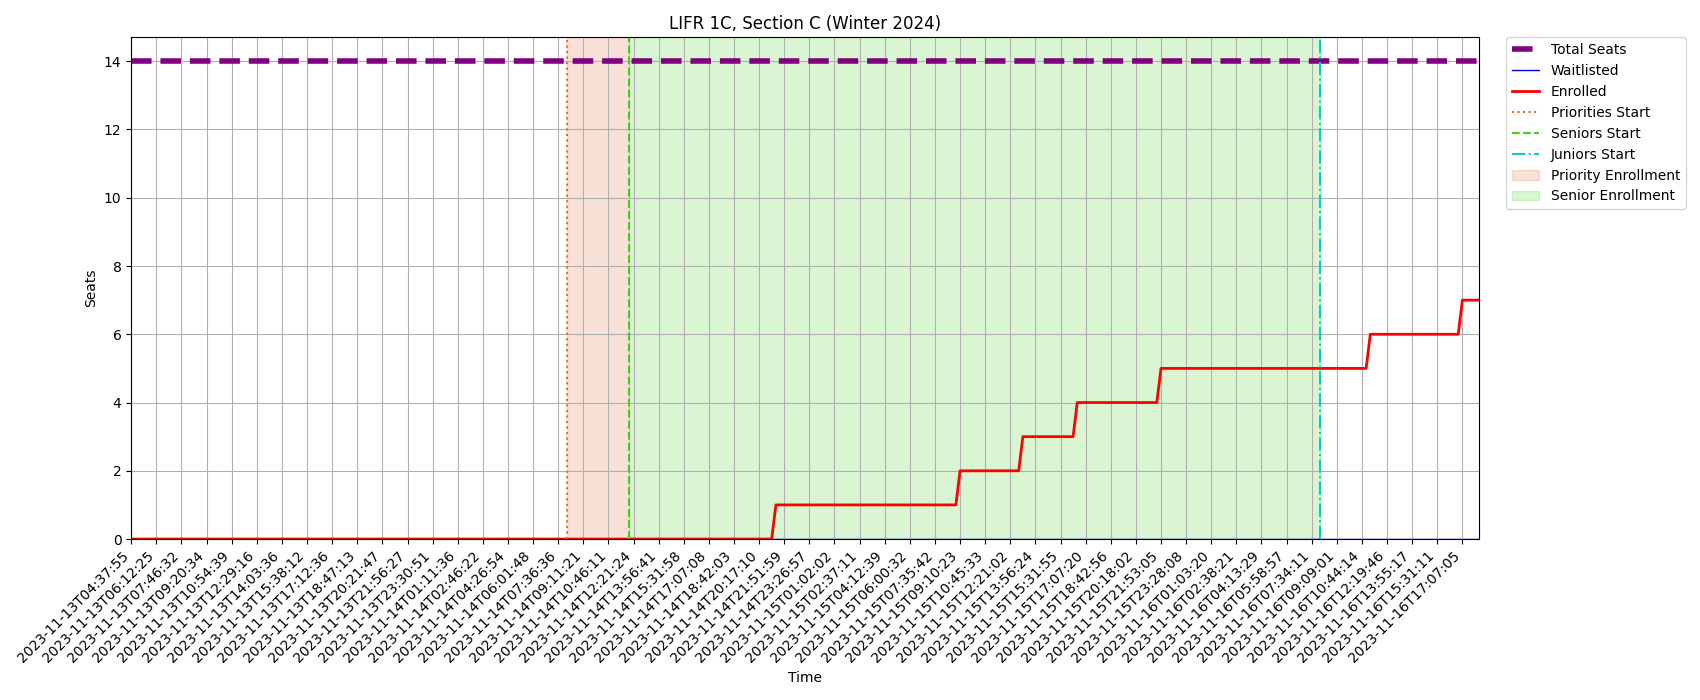 LIFR 1C, Section C (Winter 2024)
Seats
14
12
10
8
6
4
2
0
2023-11-13T04:37:55
2023-11-13T06:12:25
2023-11-13T07:46:32
2023-11-13T09:20:34
2023-11-13T10:54:39
2023-11-13T12:29:16
2023-11-13T14:03:36
2023-11-13T15:38:12
2023-11-13T17:12:36
2023-11-13T18:47:13
2023-11-13T20:21:47
2023-11-13T21:56:27
2023-11-13T23:30:51
2023-11-14T01:11:36
2023-11-14T02:46:22
2023-11-14T04:26:54
2023-11-14T06:01:48
2023-11-14T07:36:36
2023-11-14T09:11:21
2023-11-14T10:46:11
2023-11-14T12:21:24
2023-11-14T13:56:41
2023-11-14T15:31:58
2023-11-14T17:07:08
2023-11-14T18:42:03
2023-11-14T20:17:10
2023-11-14T21:51:59
2023-11-14T23:26:57
2023-11-15T01:02:02
2023-11-15T02:37:11
2023-11-15T04:12:39
2023-11-15T06:00:32
2023-11-15T07:35:42
2023-11-15T09:10:23
2023-11-15T10:45:33
2023-11-15T12:21:02
2023-11-15T13:56:24
2023-11-15T15:31:55
2023-11-15T17:07:20
2023-11-15T18:42:56
2023-11-15T20:18:02
2023-11-15T21:53:05
2023-11-15T23:28:08
2023-11-16T01:03:20
2023-11-16T02:38:21
2023-11-16T04:13:29
2023-11-16T05:58:57
2023-11-16T07:34:11
2023-11-16T09:09:01
2023-11-16T10:44:14
2023-11-16T12:19:46
2023-11-16T13:55:17
2023-11-16T15:31:11
2023-11-16T17:07:05
Time
Total Seats
Waitlisted
Enrolled
Priorities Start
Seniors Start
Juniors Start
Priority Enrollment
Senior Enrollment